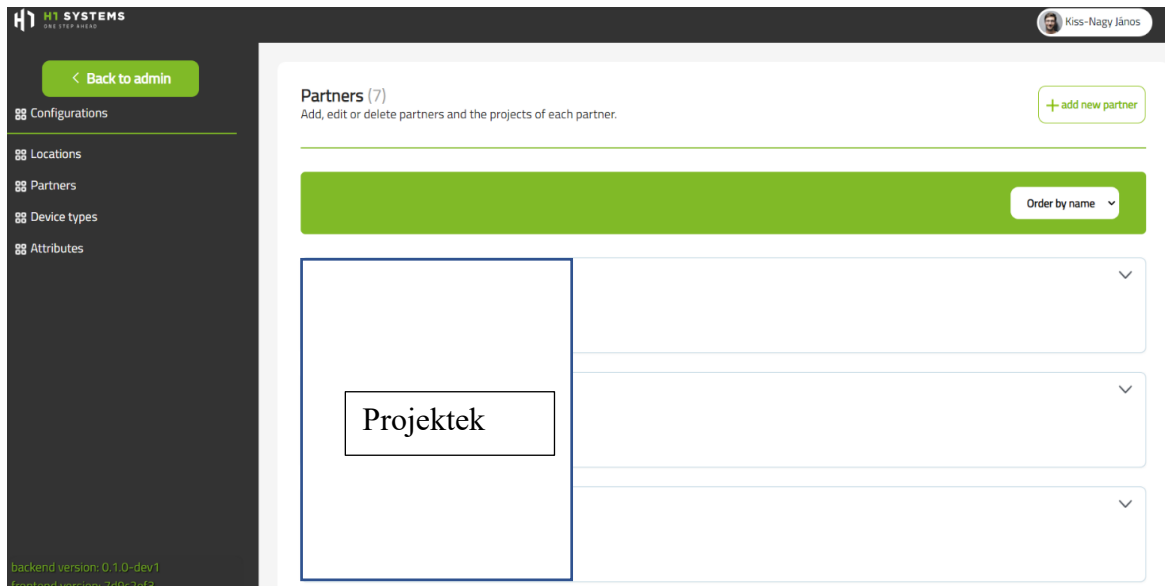 H1 SYSTEMS
ONE STEP AHEAD
Kiss-Nagy János
Back to admin
Configurations
Locations
Partners
Device types
Attributes
backend version: 0.1.0-dev1
frontend version:
Partners (7)
Add, edit or delete partners and the projects of each partner.
add new partner
Order by name
Projektek